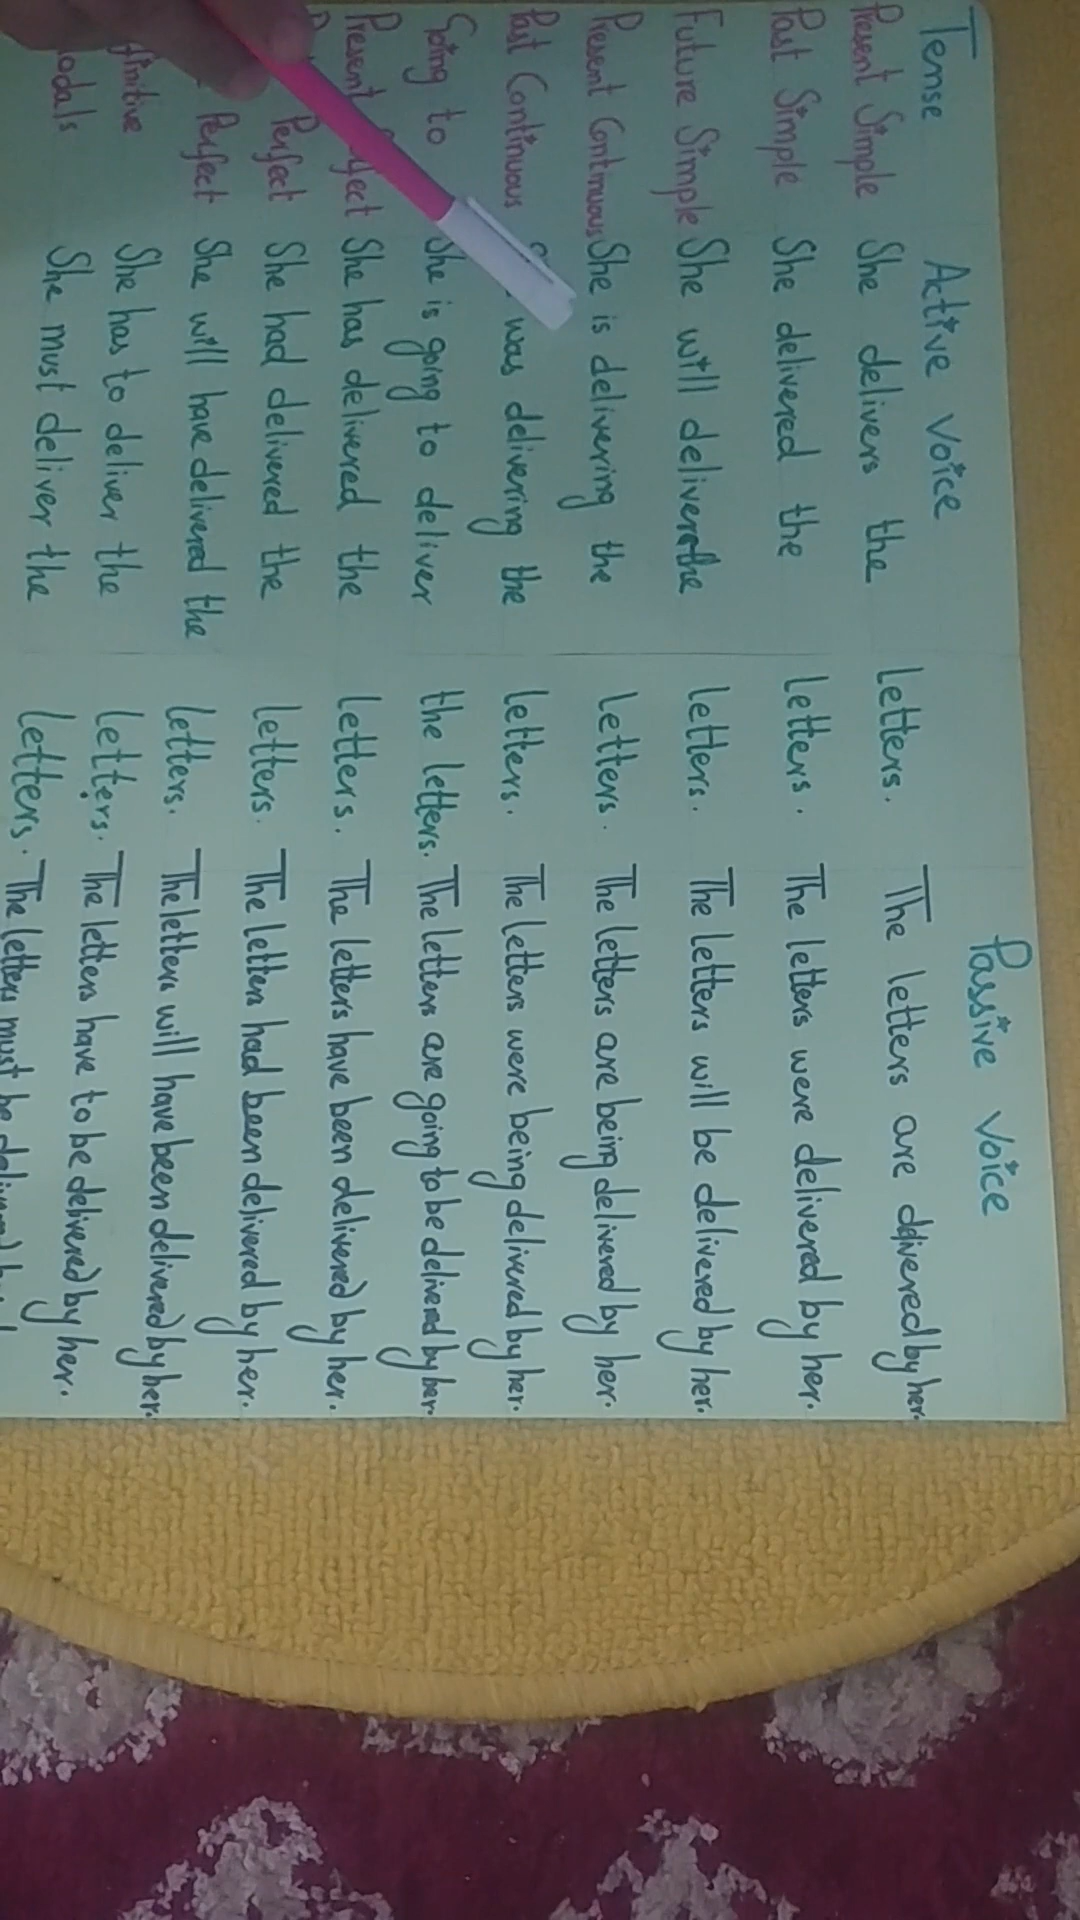 Tense Active Voice Passive Voice
Present Simple She delivers the letters. The letters are delivered by her.
Past Simple She delivered the letters. The letters were delivered by her.
Future Simple She will deliver the letters. The letters will be delivered by her.
Present Continuous She is delivering the letters. The letters are being delivered by her.
Past Continuous was delivering the letters. The letters were being delivered by her.
Going to She is going to deliver the letters. The letters are going to be delivered by her.
Present Perfect She has delivered the letters. The letters have been delivered by her.
Perfect She had delivered the letters. The letters had been delivered by her.
Perfect She will have delivered the letters. The letters will have been delivered by her.
She has to deliver the letters. The letters have to be delivered by her.
She must deliver the letters. The letters must be delivered